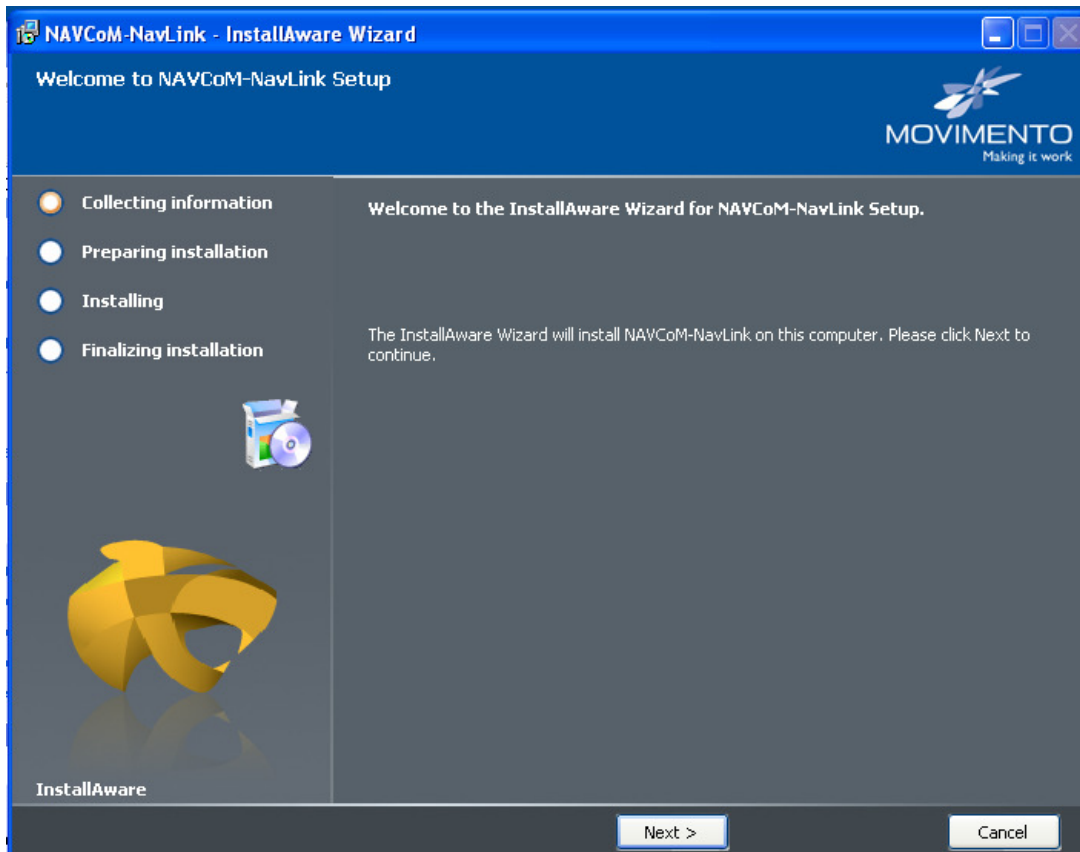 NAVCoM-NavLink - InstallAware Wizard
Welcome to NAVCoM-NavLink Setup
MOVIMENTO
Making it work
Collecting information
Preparing installation
Installing
Finalizing installation
Welcome to the InstallAware Wizard for NAVCoM-NavLink Setup.
The InstallAware Wizard will install NAVCoM-NavLink on this computer. Please click Next to
continue.
InstallAware
Next >
Cancel